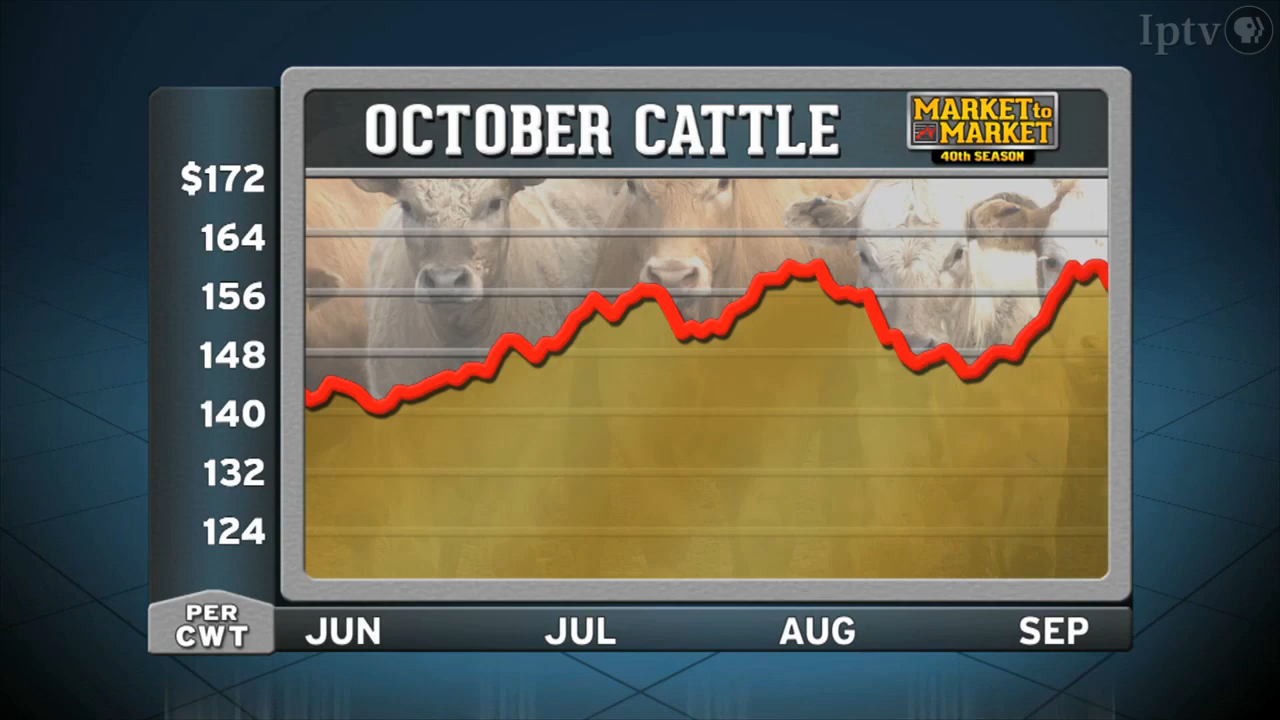 Iptv
OCTOBER CATTLE
MARKET to
MARKET
40th SEASON
$172
164
156
148
140
132
124
PER
CWT
JUN JUL AUG SEP